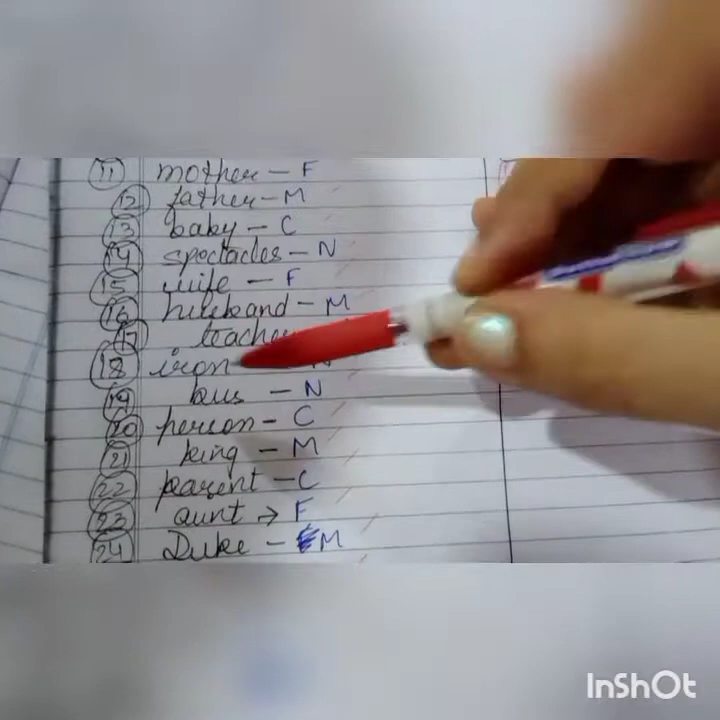 11 mother - F
12 father - M
13 baby - C
14 spectacles - N
15 wife - F
16 husband - M
17 teacher
18 iron N
19 bus - N
20 person - C
21 king - M
22 parent - C
23 aunt → F
24 Duke - M
InShOt